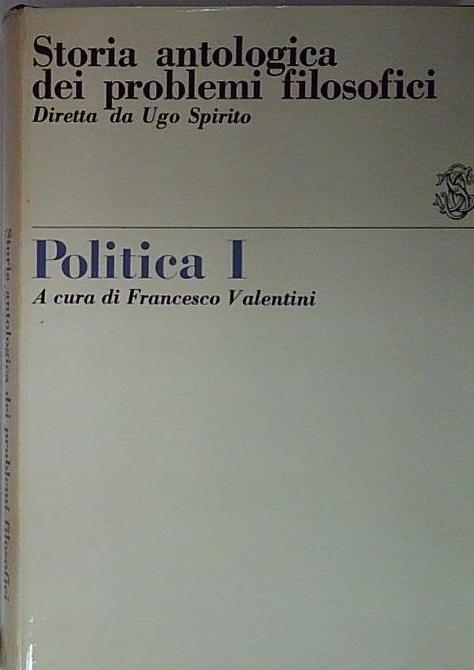 Storia antologica
dei problemi filosofici
Diretta da Ugo Spirito
Politica I
A cura di Francesco Valentini
Storia antologica dei problemi filosofici